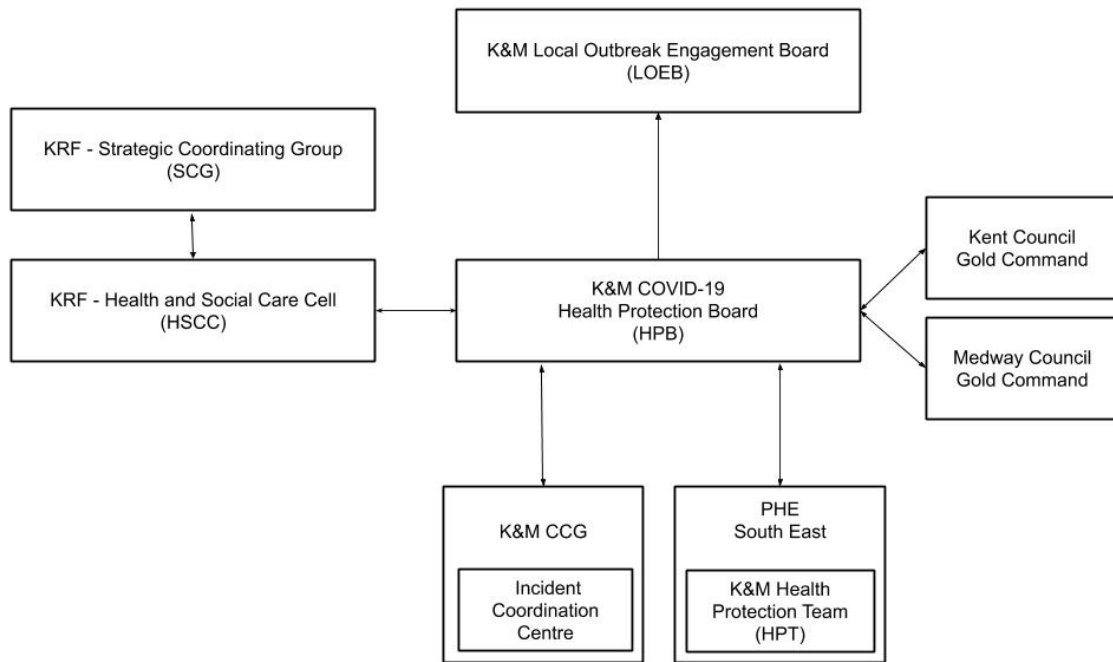 K&M Local Outbreak Engagement Board
(LOEB)
KRF - Strategic Coordinating Group
(SCG)
Kent Council
Gold Command
KRF - Health and Social Care Cell
(HSCC)
K&M COVID-19
Health Protection Board
(HPB)
Medway Council
Gold Command
K&M CCG
Incident
Coordination
Centre
PHE
South East
K&M Health
Protection Team
(HPT)